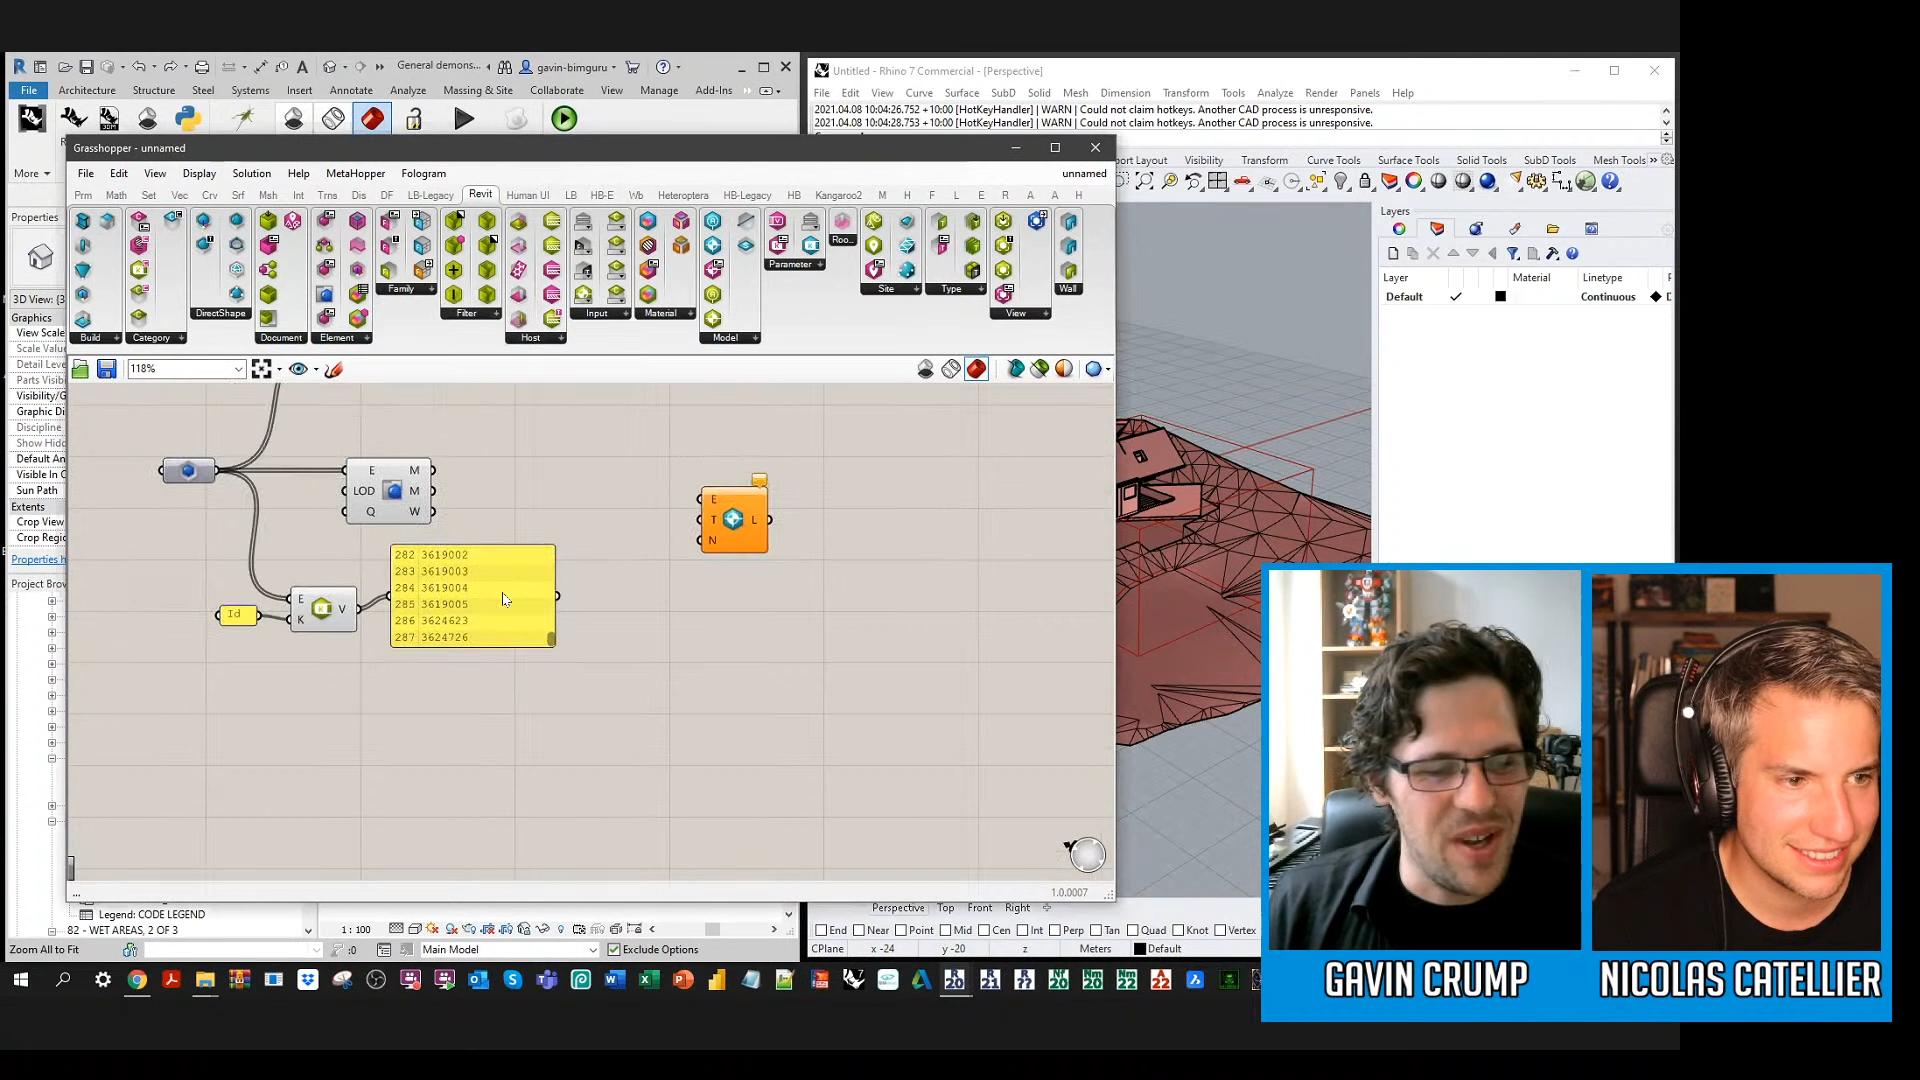 General demons...
gavin-bimguru
File Architecture Structure Steel Systems Insert Annotate Analyze Massing & Site Collaborate View Manage Add-Ins
More
Properties
3D View: {3
Graphics
View Scale
Scale Value
Detail Level
Parts Visibi
Visibility/G
Graphic Di
Discipline
Show Hidd
Default Ana
Visible In C
Sun Path
Extents
Crop View
Crop Regio
Properties h
Project Brow
Grasshopper - unnamed
File Edit View Display Solution Help MetaHopper Fologram
unnamed
Prm Math Set Vec Crv Srf Msh Int Trns Dis DF LB-Legacy Revit Human UI LB HB-E Wb Heteroptera HB-Legacy HB Kangaroo2 M F L E R A A H
Build Category DirectShape Document Element Family Filter Host Input Material Model Parameter Roo... Site Type View Wall
118%
E M
LOD M
Q W
Id
E V
K
282 3619002
283 3619003
284 3619004
285 3619005
286 3624623
287 3624726
E
T L
N
...
1.0.0007
Legend: CODE LEGEND
82 - WET AREAS, 2 OF 3
1 : 100
Zoom All to Fit
:0
Main Model
Exclude Options
Untitled - Rhino 7 Commercial - [Perspective]
File Edit View Curve Surface SubD Solid Mesh Dimension Transform Tools Analyze Render Panels Help
2021.04.08 10:04:26.752 +10:00 [HotKeyHandler] | WARN | Could not claim hotkeys. Another CAD process is unresponsive.
2021.04.08 10:04:28.753 +10:00 [HotKeyHandler] | WARN | Could not claim hotkeys. Another CAD process is unresponsive.
port Layout Visibility Transform Curve Tools Surface Tools Solid Tools SubD Tools Mesh Tools
Layers
Layer Material Linetype P
Default Continuous D
Perspective Top Front Right
End Near Point Mid Cen Int Perp Tan Quad Knot Vertex
CPlane x -24 y -20 z Meters Default
GAVIN CRUMP
NICOLAS CATELLIER